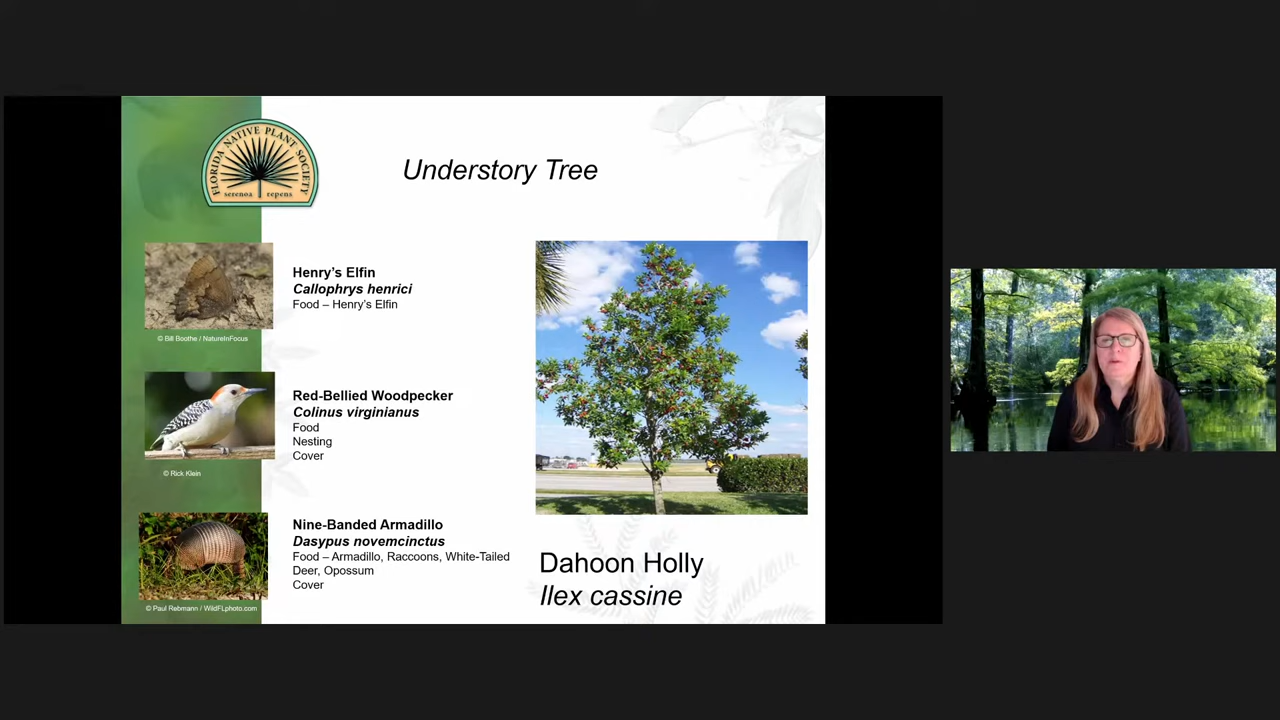 FLORIDA NATIVE PLANT SOCIETY
serenoa repens
Understory Tree
Henry's Elfin
Callophrys henrici
Food – Henry's Elfin
© Bill Boothe / NatureInFocus
Red-Bellied Woodpecker
Colinus virginianus
Food
Nesting
Cover
© Rick Klein
Nine-Banded Armadillo
Dasypus novemcinctus
Food – Armadillo, Raccoons, White-Tailed
Deer, Opossum
Cover
© Paul Rebmann / WildFLphoto.com
Dahoon Holly
Ilex cassine